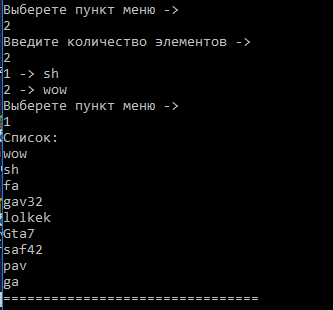 Выберете пункт меню ->
2
Введите количество элементов ->
2
1 -> sh
2 -> wow
Выберете пункт меню ->
1
Список:
wow
sh
fa
gav32
lolkek
Gta7
saf42
pav
ga
================================